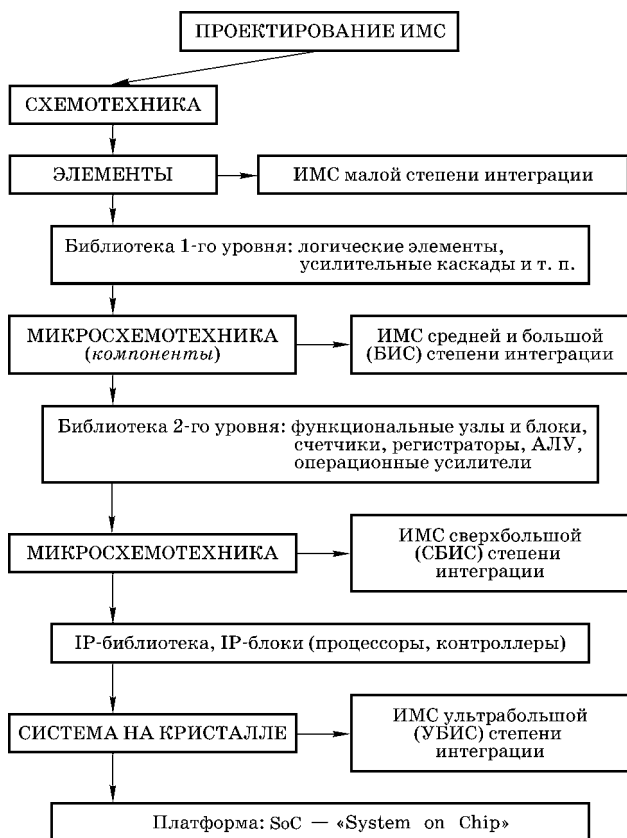 ПРОЕКТИРОВАНИЕ ИМС
СХЕМОТЕХНИКА
ЭЛЕМЕНТЫ
ИМС малой степени интеграции
Библиотека 1-го уровня: логические элементы,
усилительные каскады и т. п.
МИКРОСХЕМОТЕХНИКА
(компоненты)
ИМС средней и большой
(БИС) степени интеграции
Библиотека 2-го уровня: функциональные узлы и блоки,
счетчики, регистраторы, АЛУ,
операционные усилители
МИКРОСХЕМОТЕХНИКА
ИМС сверхбольшой
(СБИС) степени
интеграции
IP-библиотека, IP-блоки (процессоры, контроллеры)
СИСТЕМА НА КРИСТАЛЛЕ
ИМС ультрабольшой
(УБИС) степени
интеграции
Платформа: SoC — «System on Chip»